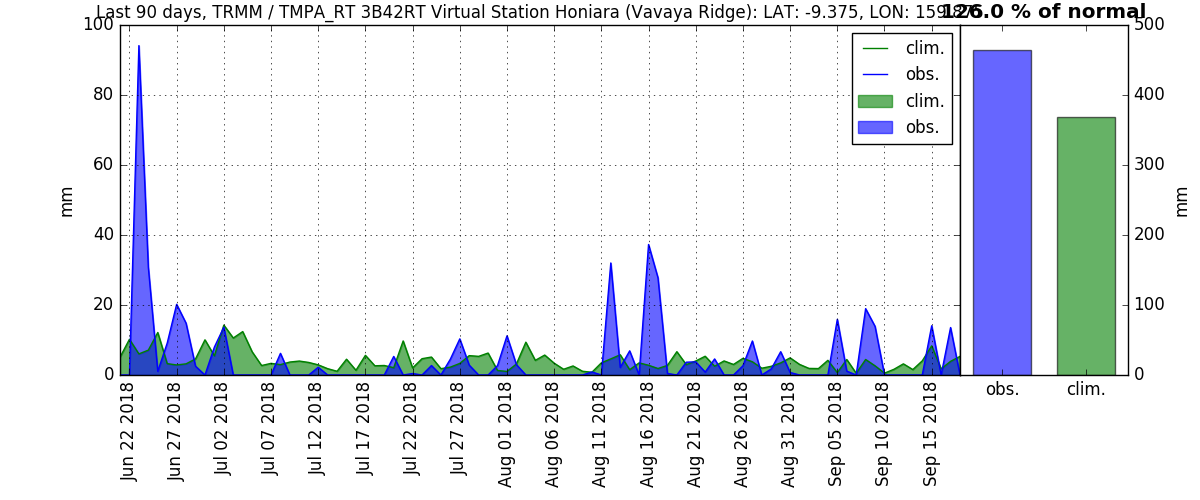 Last 90 days, TRMM / TMPA_RT 3B42RT Virtual Station Honiara (Vavaya Ridge): LAT: -9.375, LON:
126.0 % of normal
100
80
60
40
20
0
mm
clim.
obs.
clim.
obs.
500
400
300
200
100
0
mm
obs.
clim.
Jun 22 2018
Jun 27 2018
Jul 02 2018
Jul 07 2018
Jul 12 2018
Jul 17 2018
Jul 22 2018
Jul 27 2018
Aug 01 2018
Aug 06 2018
Aug 11 2018
Aug 16 2018
Aug 21 2018
Aug 26 2018
Aug 31 2018
Sep 05 2018
Sep 10 2018
Sep 15 2018